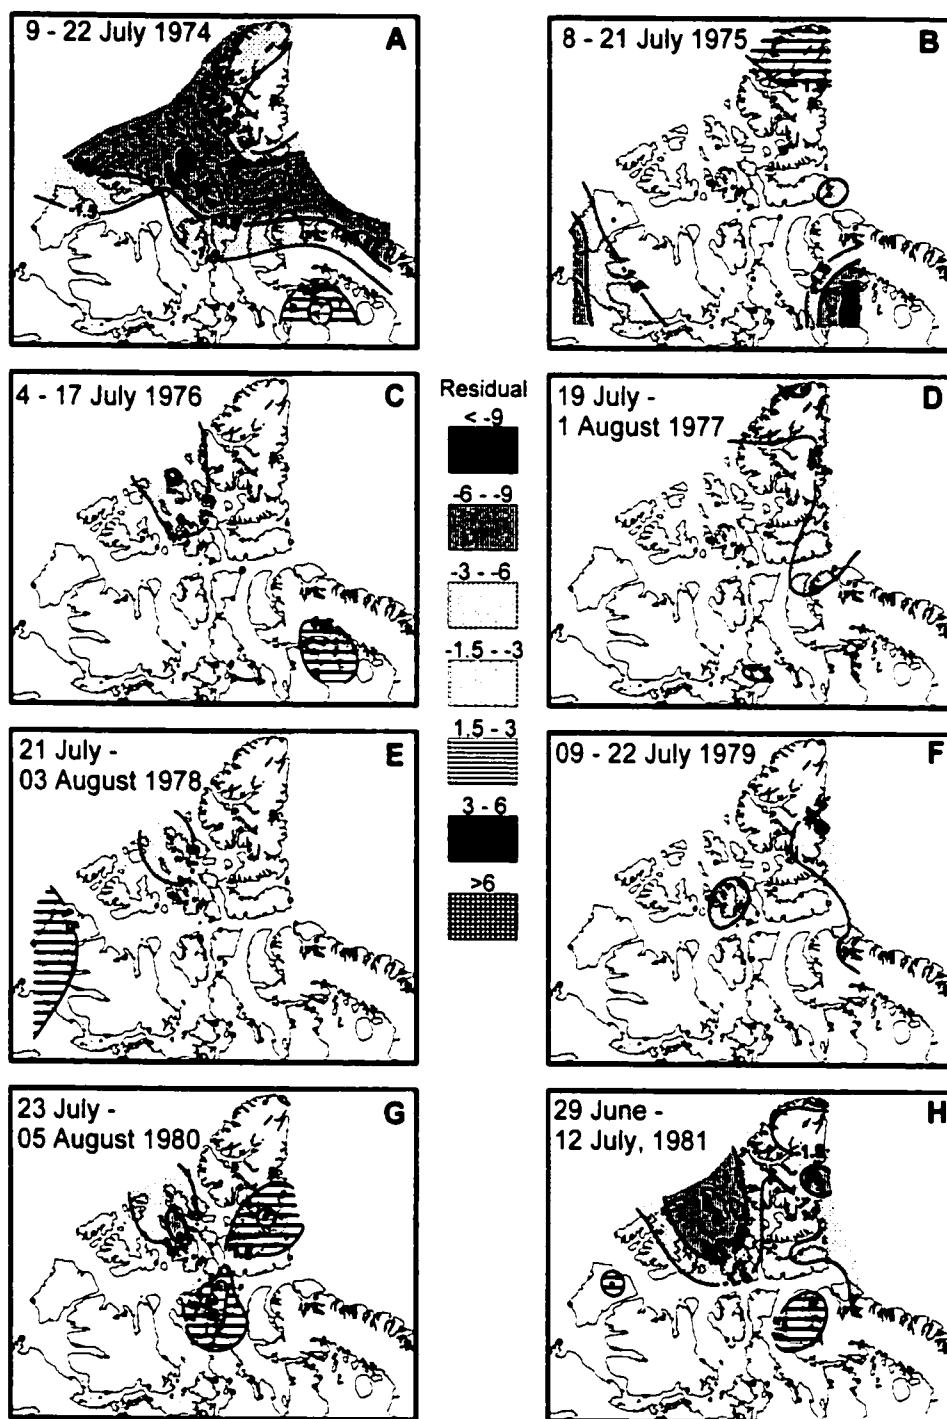 9 - 22 July 1974
A
8 - 21 July 1975
B
4 - 17 July 1976
C
Residual
< -9
-6 - -9
-3 - -6
-1.5 - -3
1.5 - 3
3 - 6
>6
19 July -
1 August 1977
D
21 July -
03 August 1978
E
09 - 22 July 1979
F
23 July -
05 August 1980
G
29 June -
12 July, 1981
H